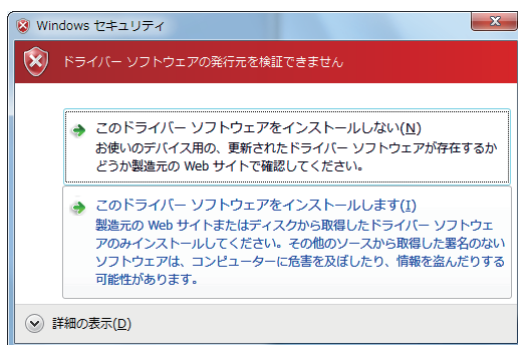 Windows セキュリティ
ドライバー ソフトウェアの発行元を検証できません
このドライバー ソフトウェアをインストールしない(N)
お使いのデバイス用の、更新されたドライバー ソフトウェアが存在するか
どうか製造元の Web サイトで確認してください。
このドライバー ソフトウェアをインストールします(I)
製造元の Web サイトまたはディスクから取得したドライバー ソフトウェ
アのみインストールしてください。その他のソースから取得した署名のない
ソフトウェアは、コンピューターに危害を及ぼしたり、情報を盗んだりする
可能性があります。
詳細の表示(D)